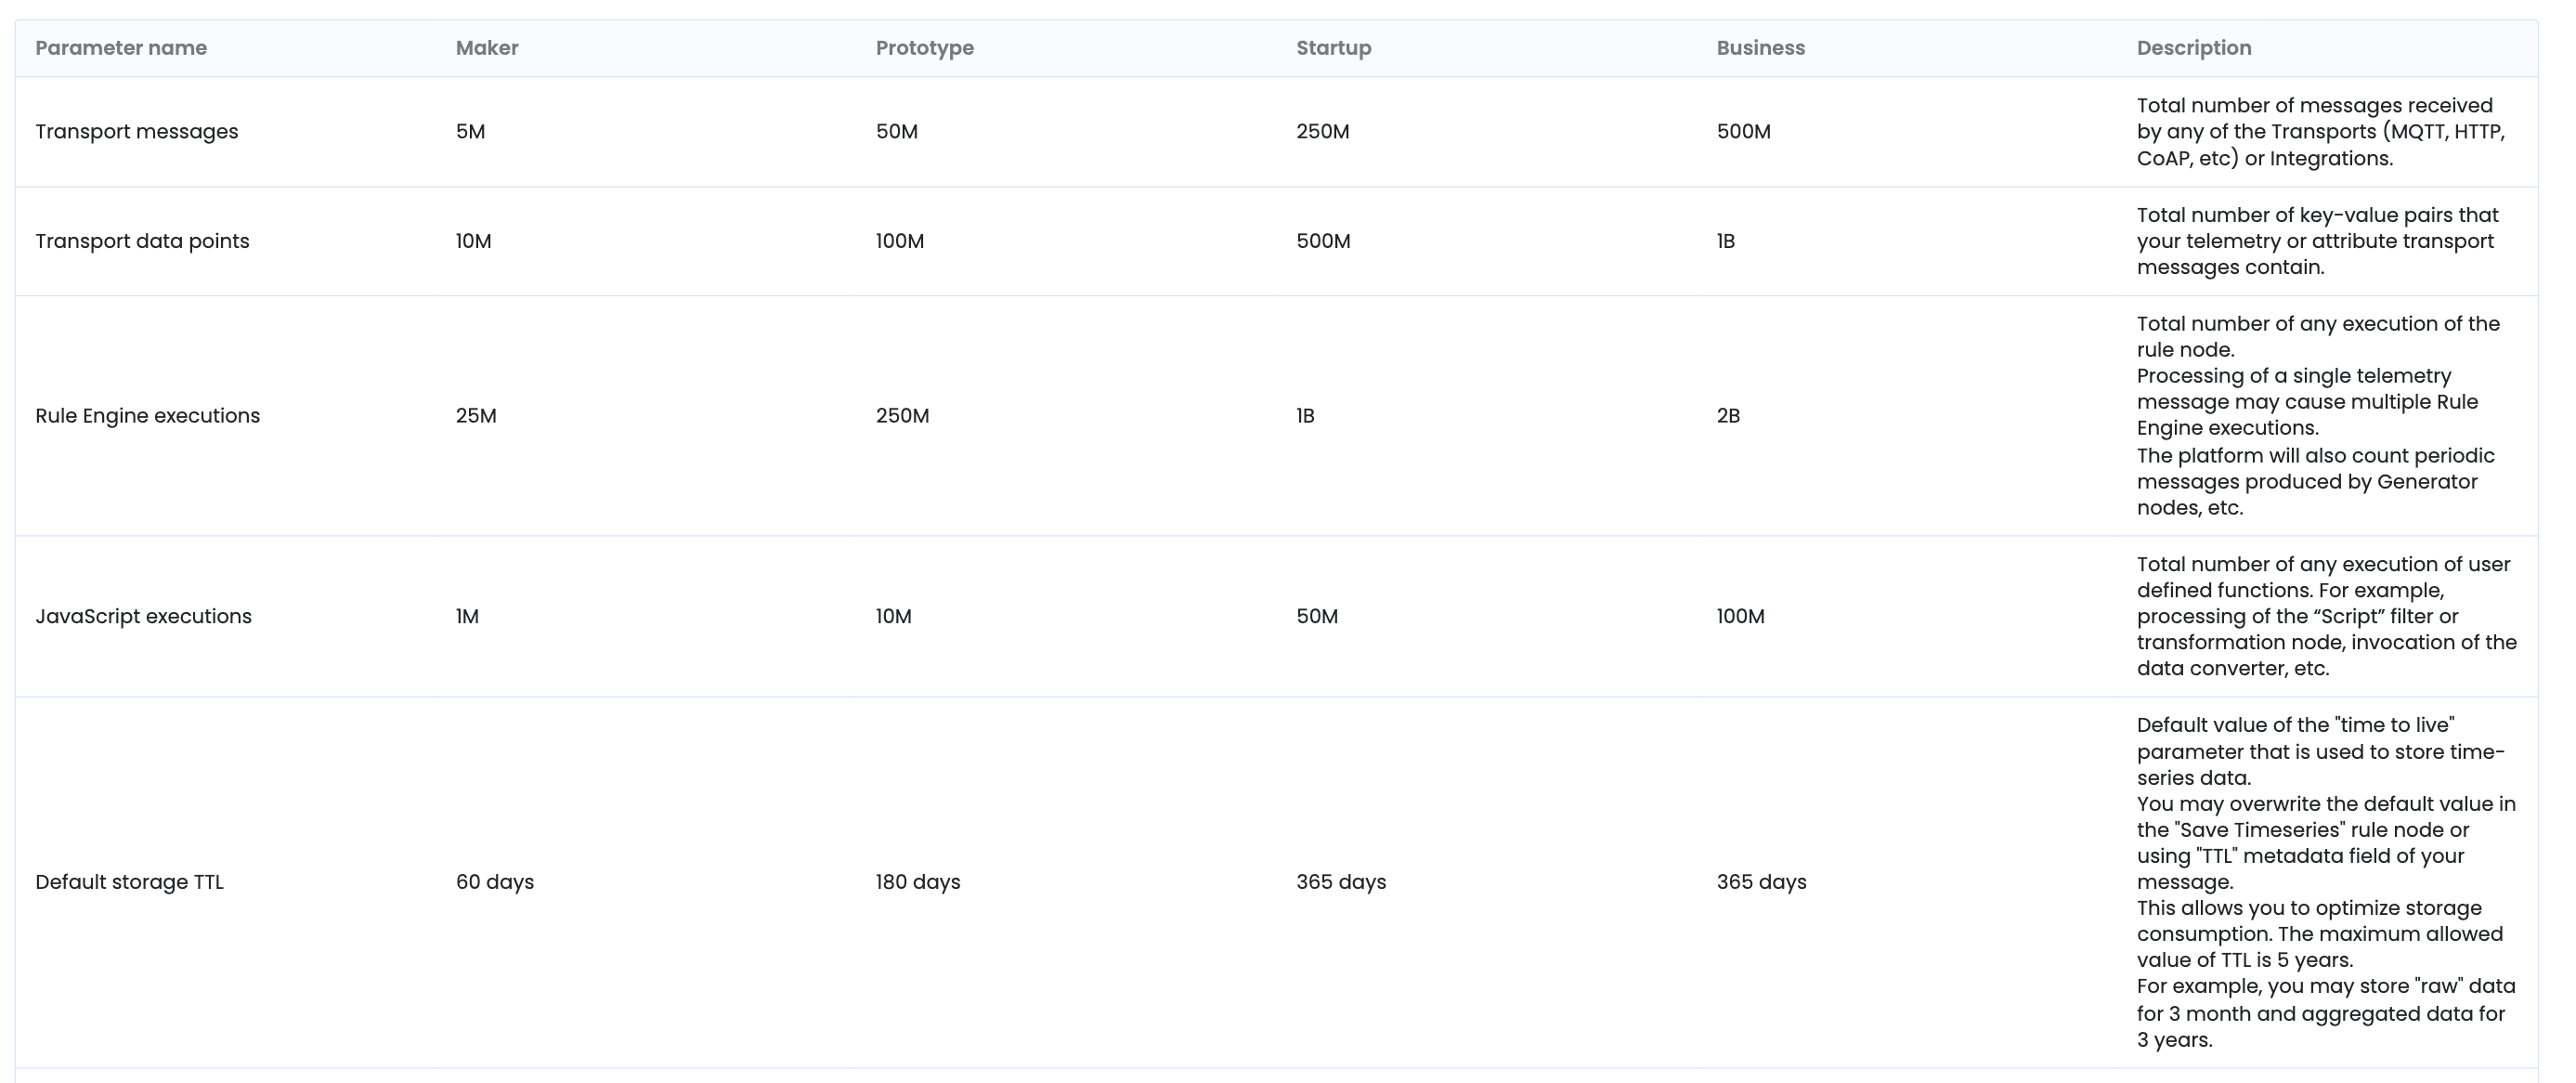 Parameter name Maker Prototype Startup Business Description
Total number of messages received
by any of the Transports (MQTT, HTTP,
CoAP, etc) or Integrations.
Transport messages 5M 50M 250M 500M
Total number of key-value pairs that
your telemetry or attribute transport
messages contain.
Transport data points 10M 100M 500M 1B
Total number of any execution of the
rule node.
Processing of a single telemetry
message may cause multiple Rule
Engine executions.
The platform will also count periodic
messages produced by Generator
nodes, etc.
Rule Engine executions 25M 250M 1B 2B
Total number of any execution of user
defined functions. For example,
processing of the “Script” filter or
transformation node, invocation of the
data converter, etc.
JavaScript executions 1M 10M 50M 100M
Default value of the "time to live"
parameter that is used to store time-
series data.
You may overwrite the default value in
the "Save Timeseries" rule node or
using "TTL" metadata field of your
message.
This allows you to optimize storage
consumption. The maximum allowed
value of TTL is 5 years.
For example, you may store "raw" data
for 3 month and aggregated data for
3 years.
Default storage TTL 60 days 180 days 365 days 365 days